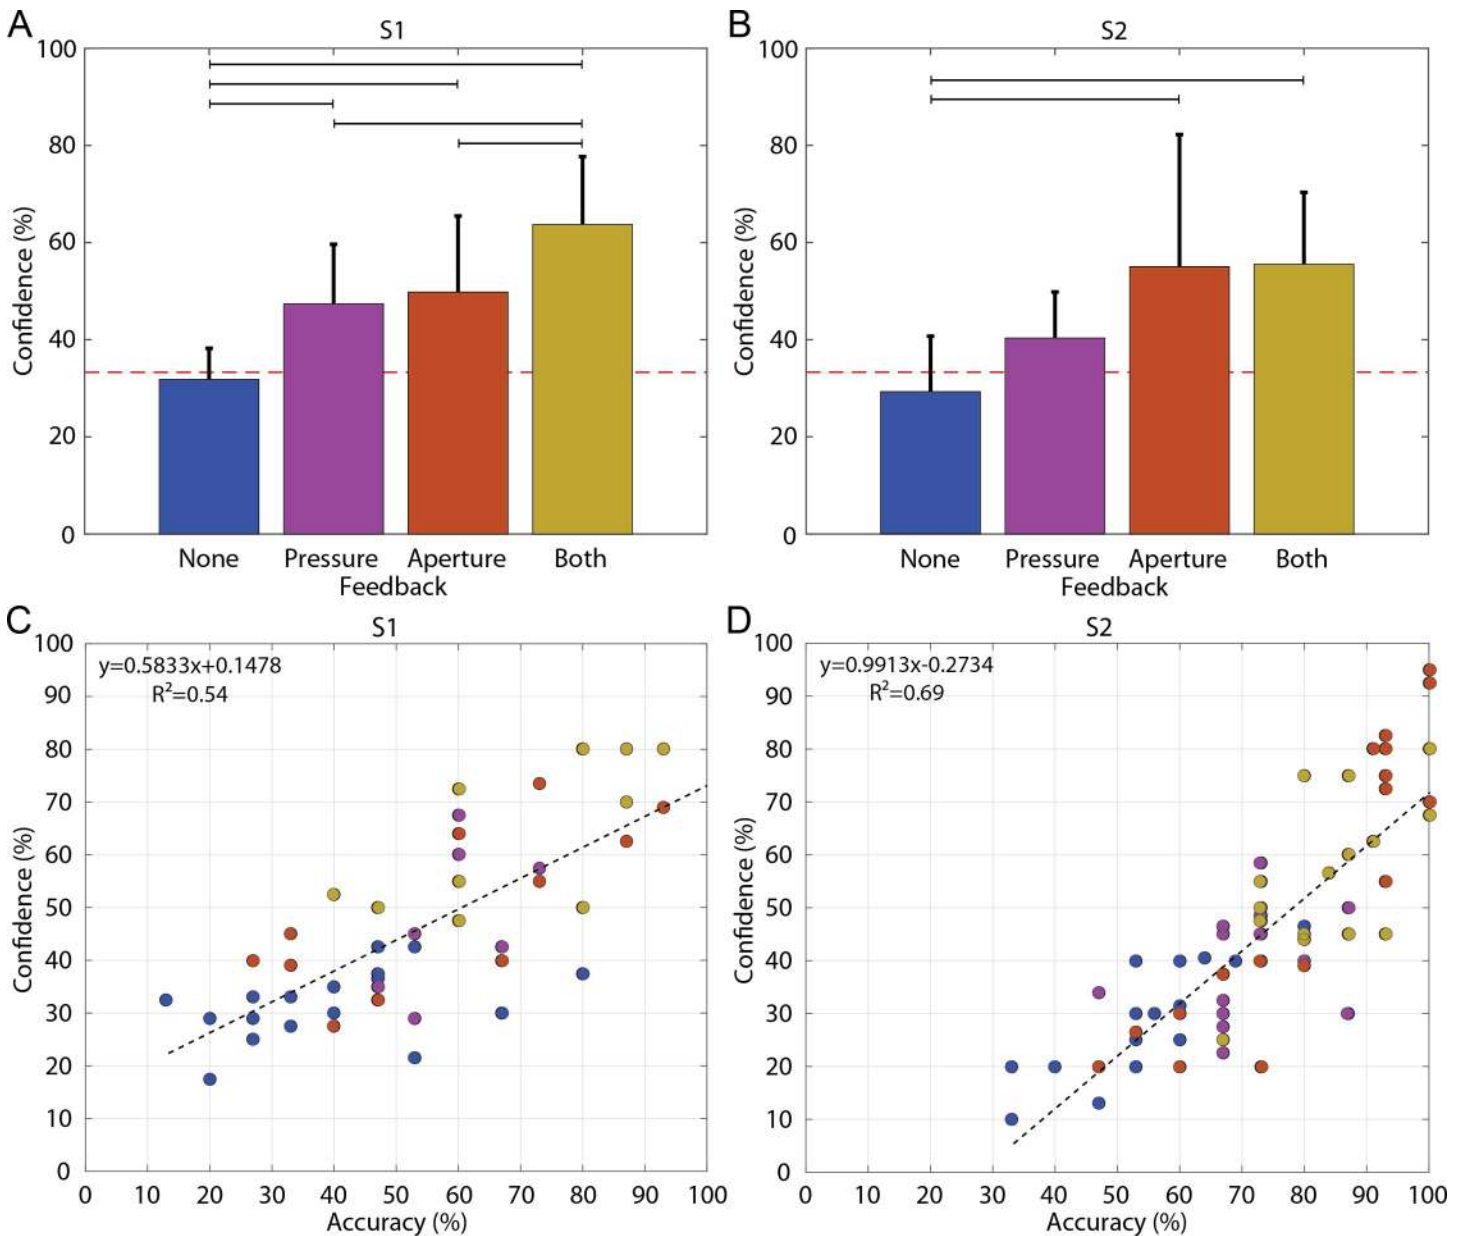 A
S1
100
80
60
40
20
0
Confidence (%)
None Pressure Aperture Both
Feedback
B
S2
100
80
60
40
20
0
Confidence (%)
None Pressure Aperture Both
Feedback
C
S1
y=0.5833x+0.1478
R²=0.54
100
90
80
70
60
50
40
30
20
10
0
Confidence (%)
0 10 20 30 40 50 60 70 80 90 100
Accuracy (%)
D
S2
y=0.9913x-0.2734
R²=0.69
100
90
80
70
60
50
40
30
20
10
0
Confidence (%)
0 10 20 30 40 50 60 70 80 90 100
Accuracy (%)